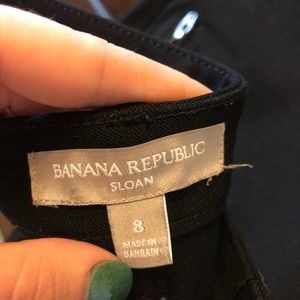 BANANA REPUBLIC
SLOAN
8
MADE IN
BAHRAIN